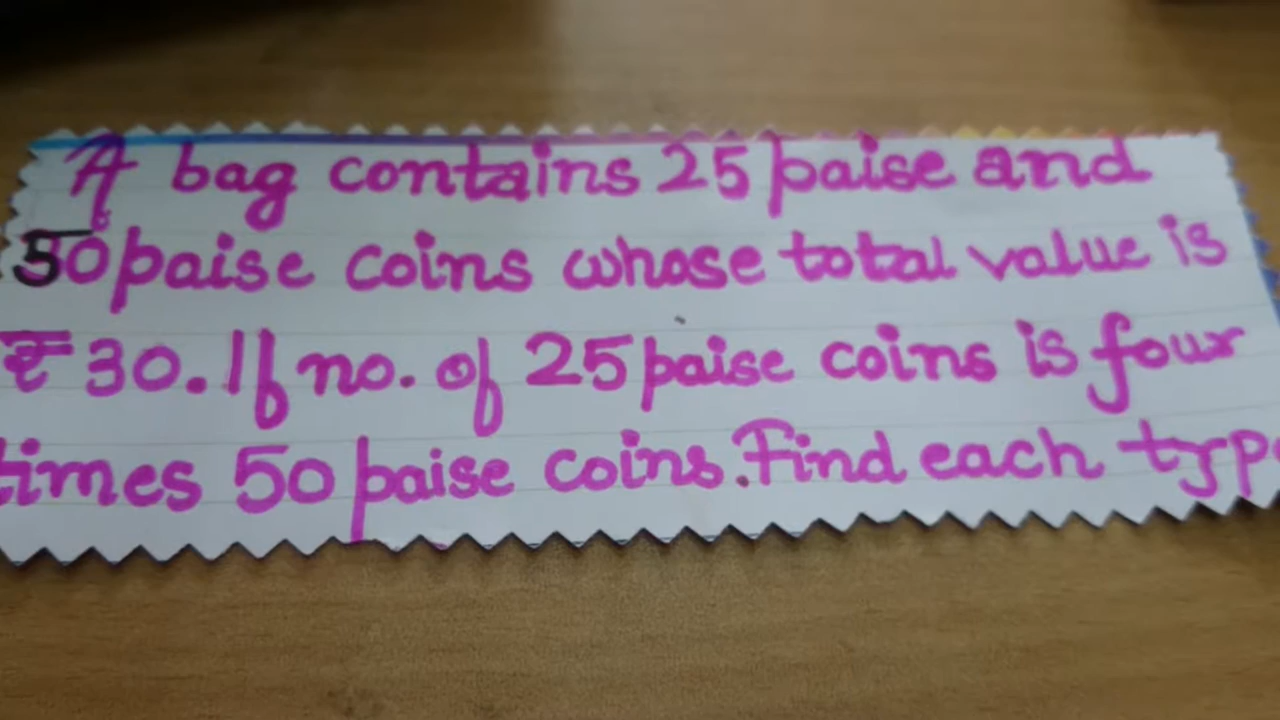 A bag contains 25 paise and
50 paise coins whose total value is
₹ 30. If no. of 25 paise coins is four
times 50 paise coins. Find each type